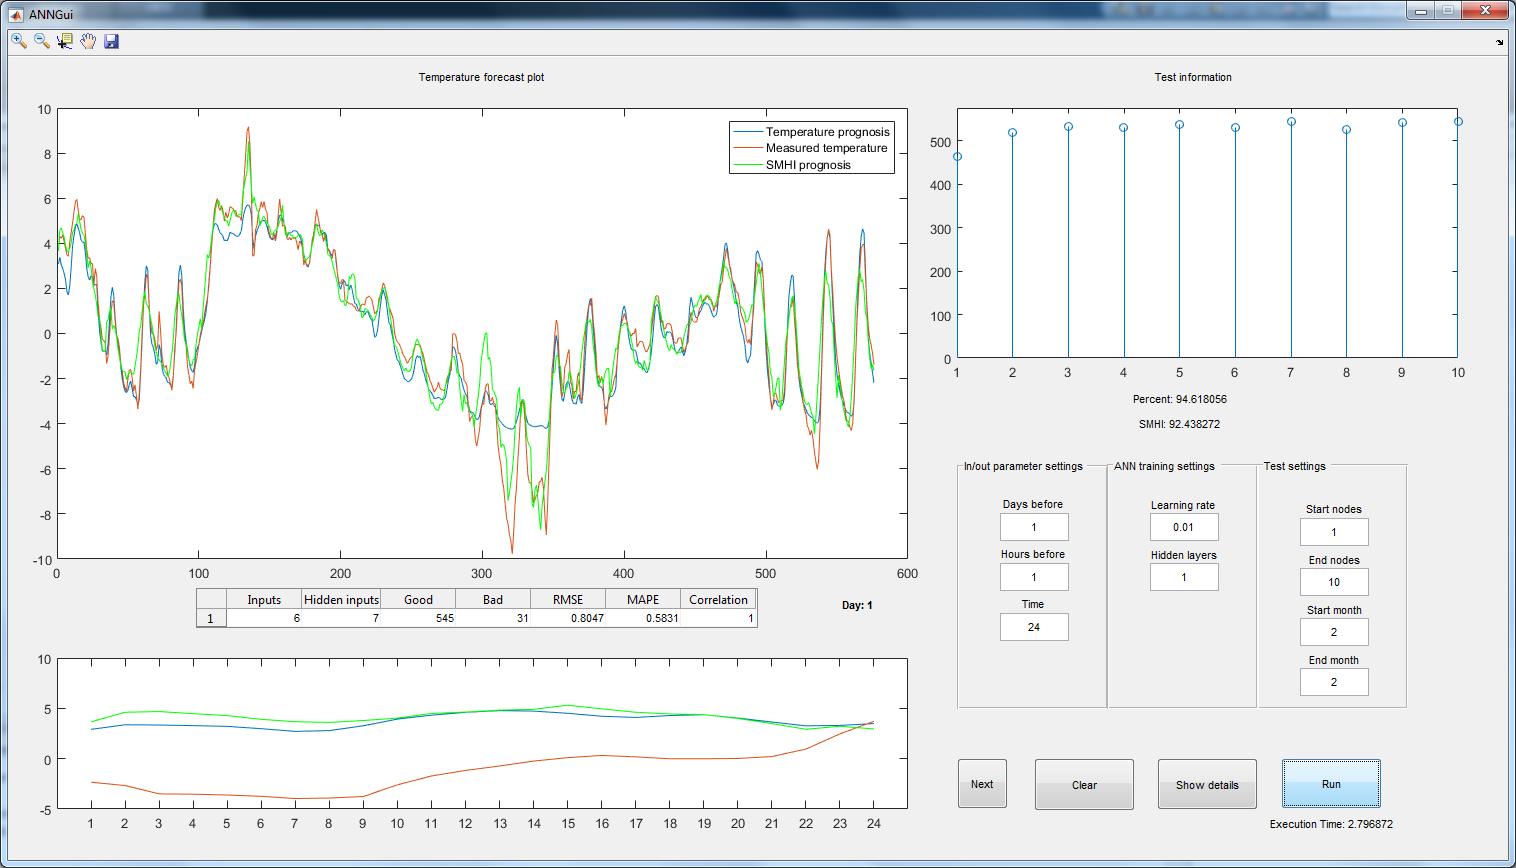 ANNGui
Temperature forecast plot
10
8
6
4
2
0
-2
-4
-6
-8
-10
0 100 200 300 400 500 600
Temperature prognosis
Measured temperature
SMHI prognosis
Inputs Hidden inputs Good Bad RMSE MAPE Correlation
1 6 7 545 31 0.8047 0.5831 1
Day: 1
10
5
0
-5
1 2 3 4 5 6 7 8 9 10 11 12 13 14 15 16 17 18 19 20 21 22 23 24
Test information
500
400
300
200
100
0
1 2 3 4 5 6 7 8 9 10
Percent: 94.618056
SMHI: 92.438272
In/out parameter settings
Days before
1
Hours before
1
Time
24
ANN training settings
Learning rate
0.01
Hidden layers
1
Test settings
Start nodes
1
End nodes
10
Start month
2
End month
2
Next Clear Show details Run
Execution Time: 2.796872